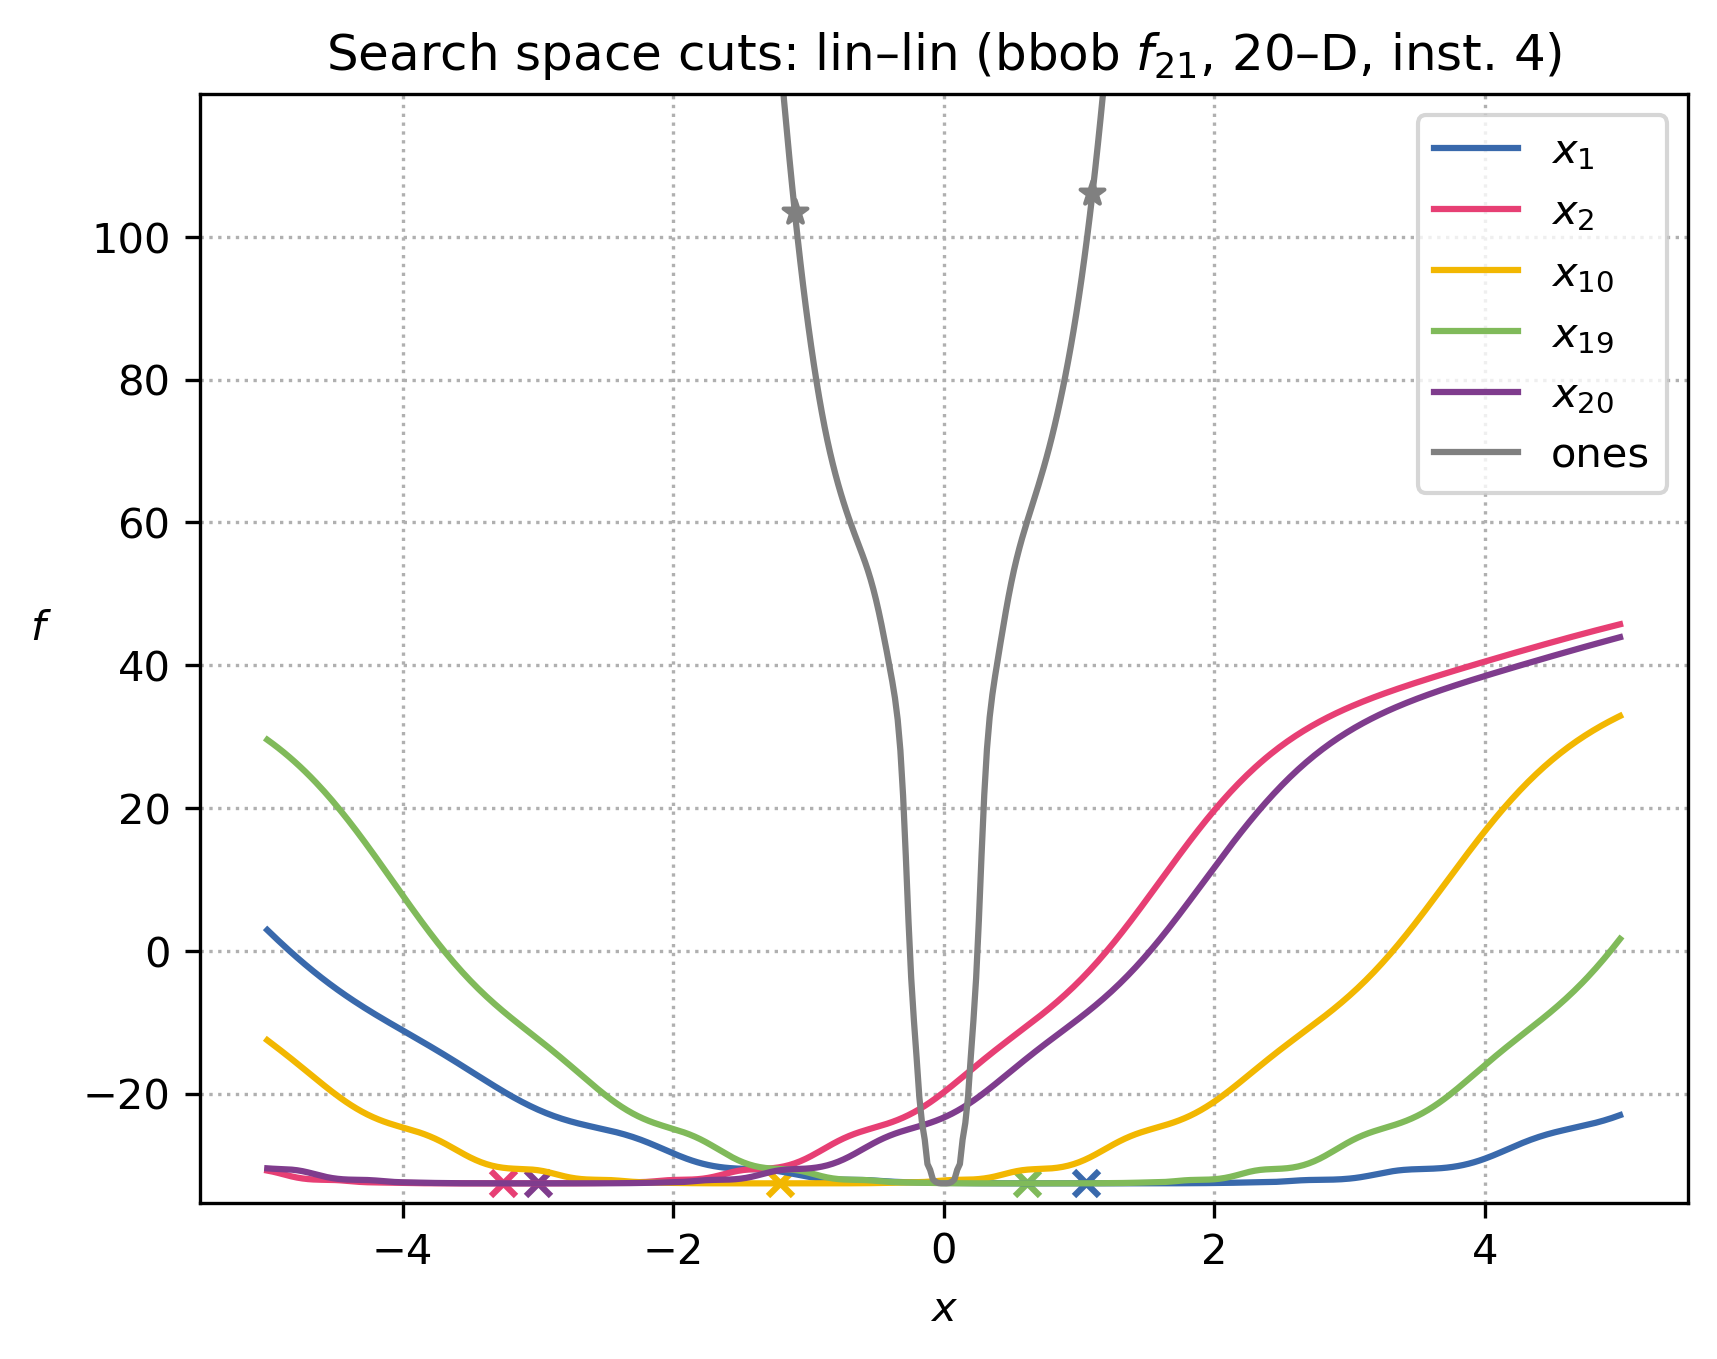 Search space cuts: lin–lin (bbob f₂₁, 20–D, inst. 4)
x₁
x₂
x₁₀
x₁₉
x₂₀
ones
f
100
80
60
40
20
0
−20
−4 −2 0 2 4
x